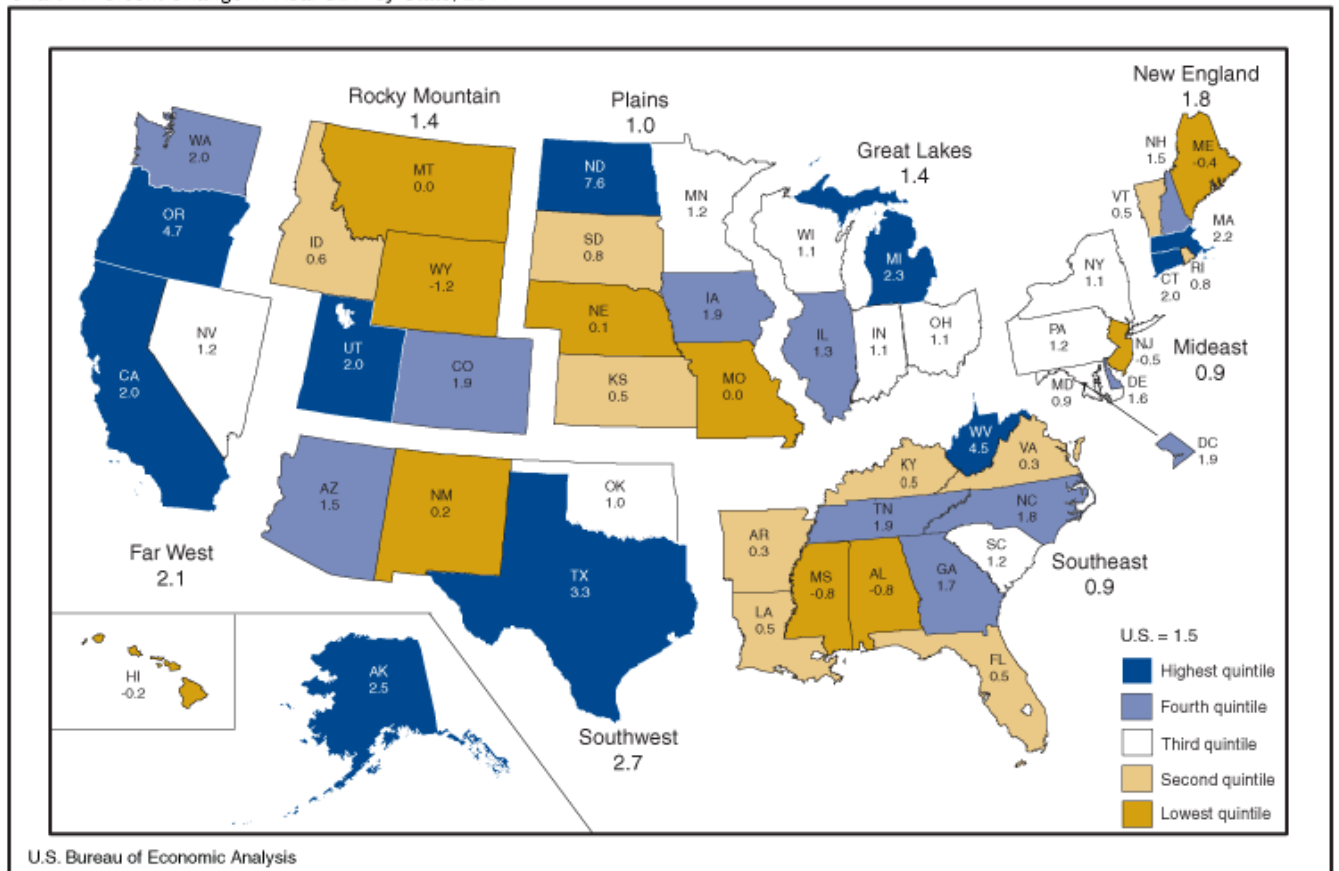 New England
1.8
Rocky Mountain
1.4
Plains
1.0
Great Lakes
1.4
WA
2.0
OR
4.7
CA
2.0
NV
1.2
ID
0.6
MT
0.0
WY
-1.2
UT
2.0
CO
1.9
AZ
1.5
NM
0.2
ND
7.6
SD
0.8
NE
0.1
KS
0.5
OK
1.0
TX
3.3
MN
1.2
IA
1.9
MO
0.0
WI
1.1
IL
1.3
MI
2.3
IN
1.1
OH
1.1
NH
1.5
ME
-0.4
VT
0.5
MA
2.2
RI
0.8
CT
2.0
NY
1.1
PA
1.2
NJ
-0.5
Mideast
0.9
MD
0.9
DE
1.6
DC
1.9
WV
4.5
VA
0.3
KY
0.5
TN
1.9
NC
1.8
AR
0.3
SC
1.2
MS
-0.8
AL
-0.8
GA
1.7
LA
0.5
FL
0.5
Southeast
0.9
Far West
2.1
HI
-0.2
AK
2.5
Southwest
2.7
U.S. = 1.5
Highest quintile
Fourth quintile
Third quintile
Second quintile
Lowest quintile
U.S. Bureau of Economic Analysis